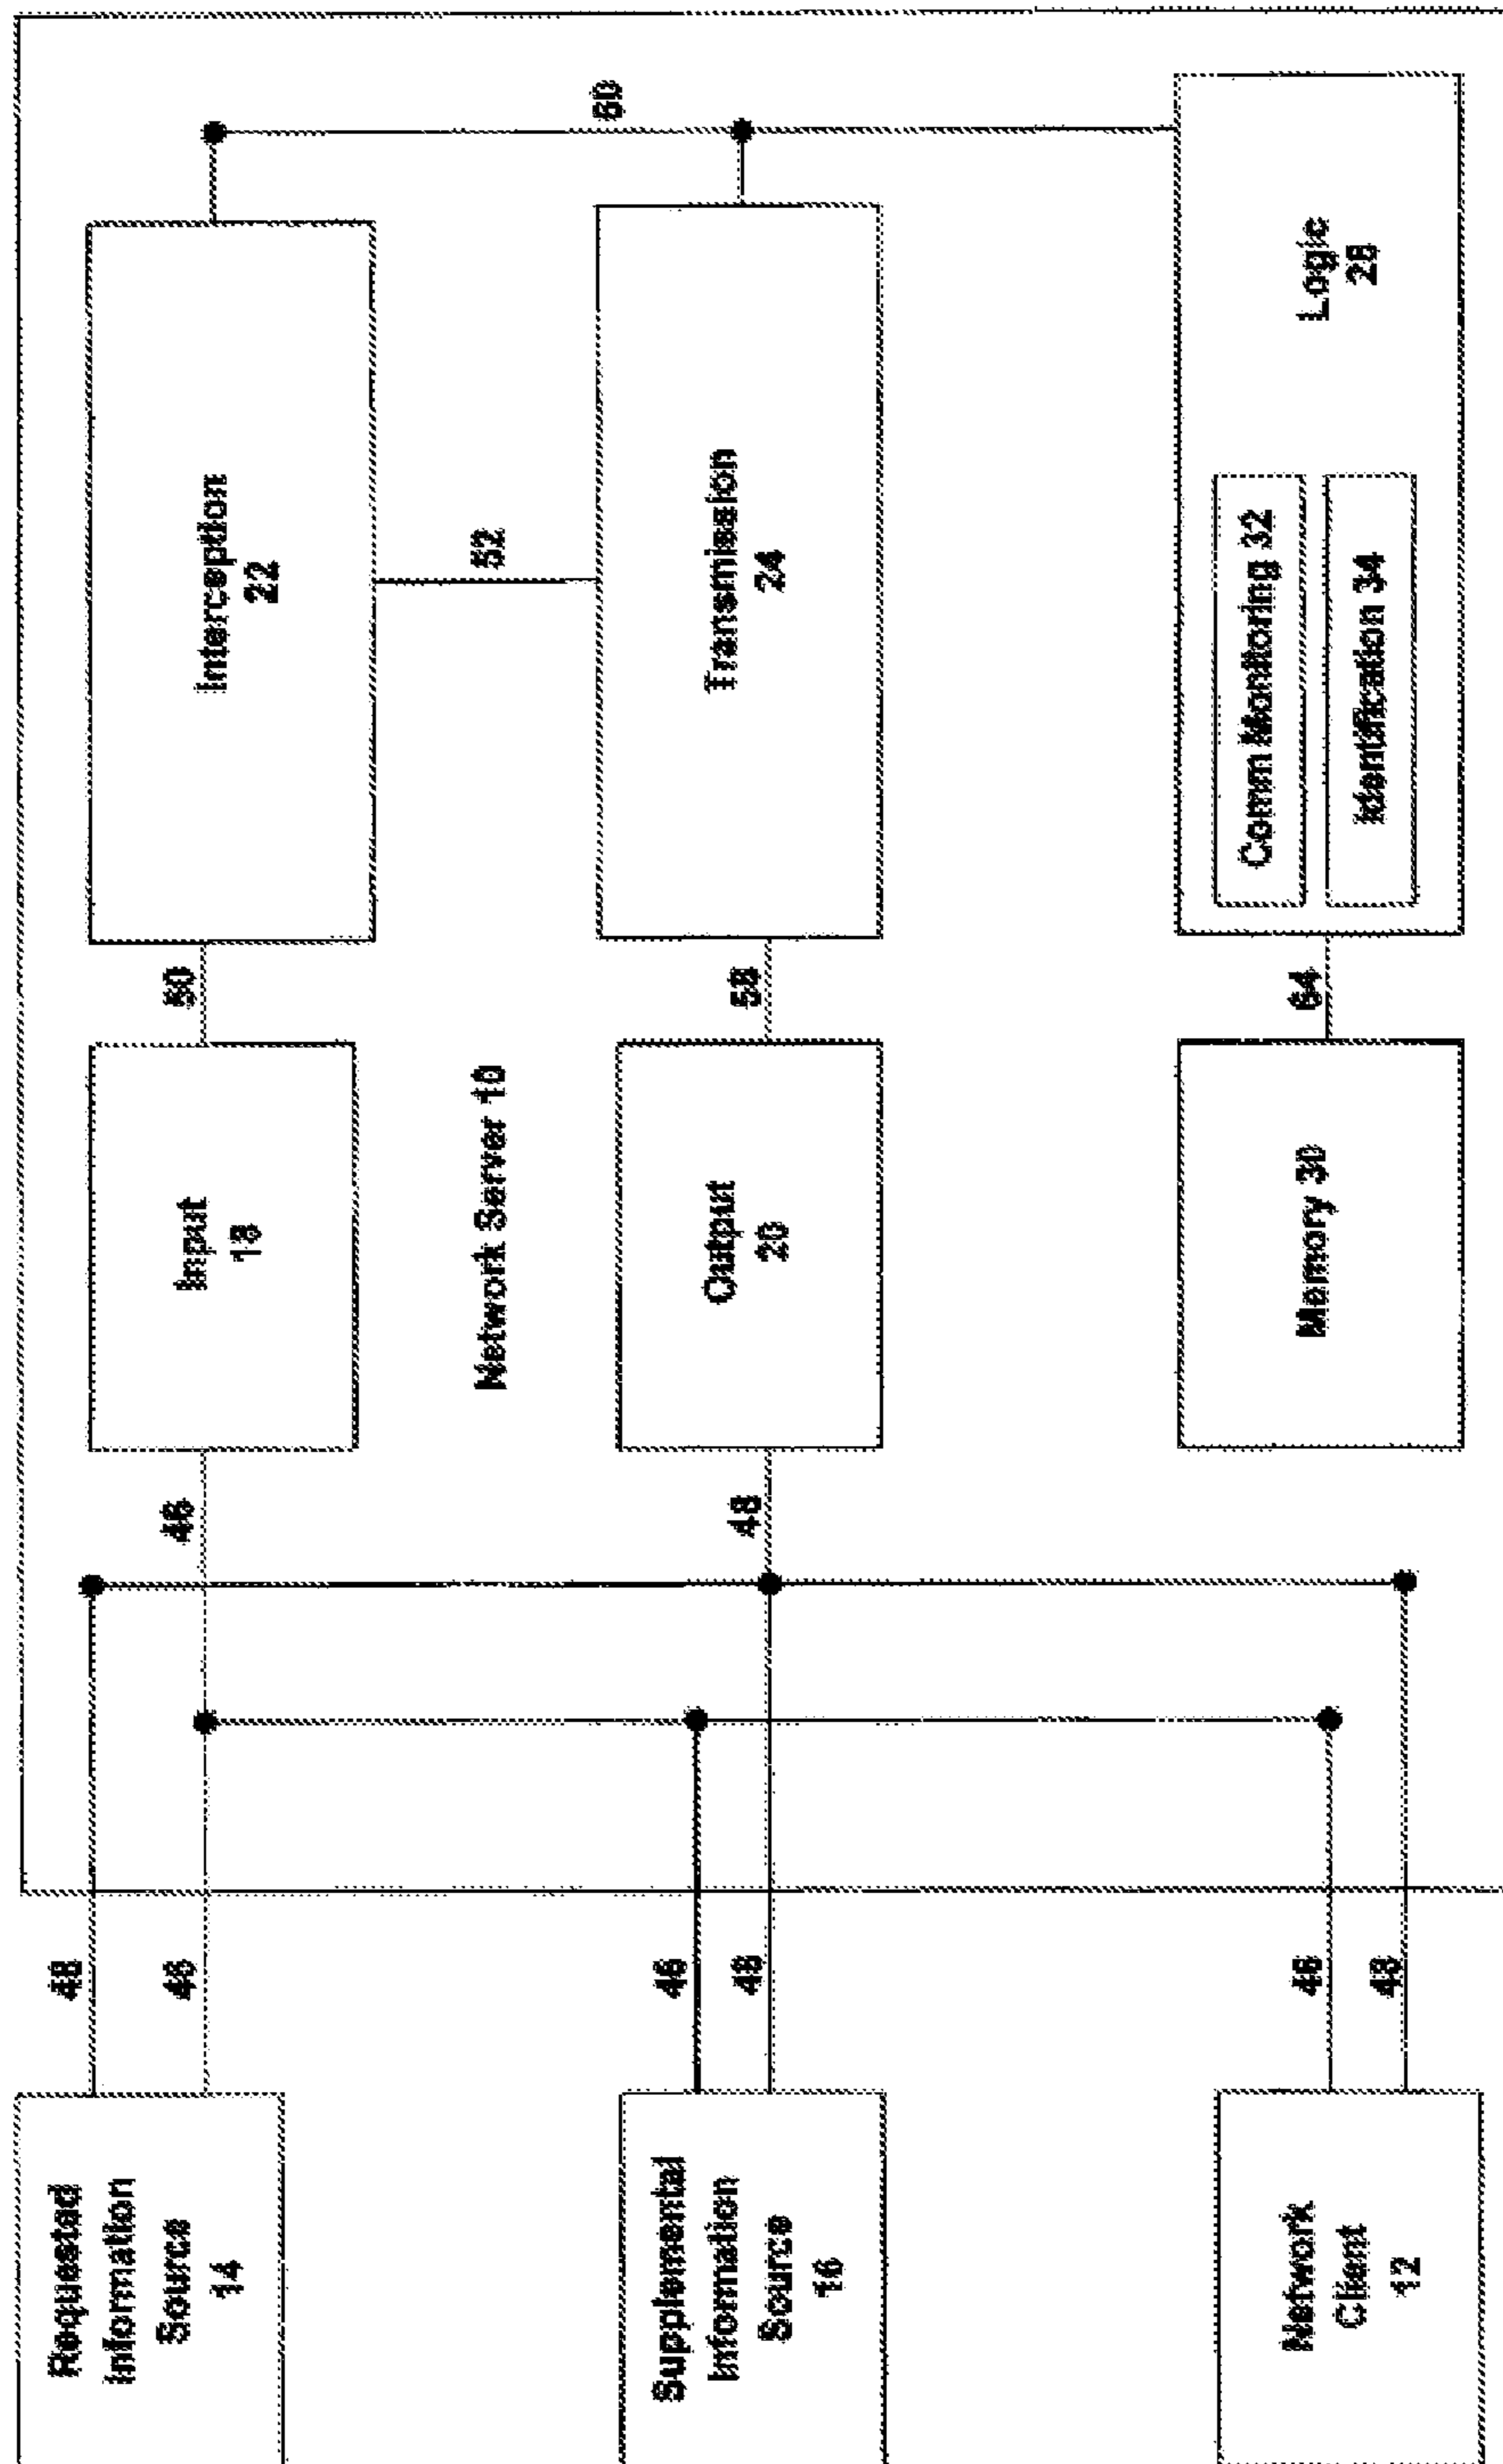 Requested
Information
Source
14
48
46
46
Input
18
50
Interception
22
60
Network Server 10
52
Supplemental
Information
Source
16
46
48
48
Output
20
58
Transmission
24
Network
Client
12
46
48
Memory 30
64
Comm Monitoring 32
Identification 34
Logic
28